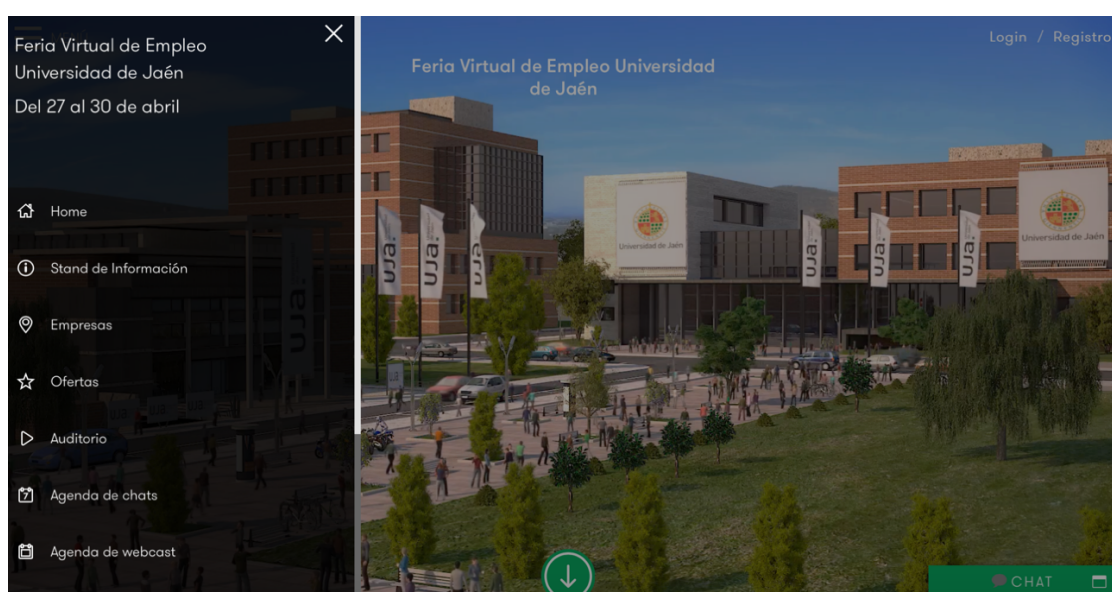 Feria Virtual de Empleo
Universidad de Jaén
Del 27 al 30 de abril
Home
Stand de Información
Empresas
Ofertas
Auditorio
Agenda de chats
Agenda de webcast
Login / Registro
Feria Virtual de Empleo Universidad
de Jaén
Universidad de Jaén
Universidad de Jaén
uja.
uja.
uja.
uja.
uja.
uja.
uja.
CHAT